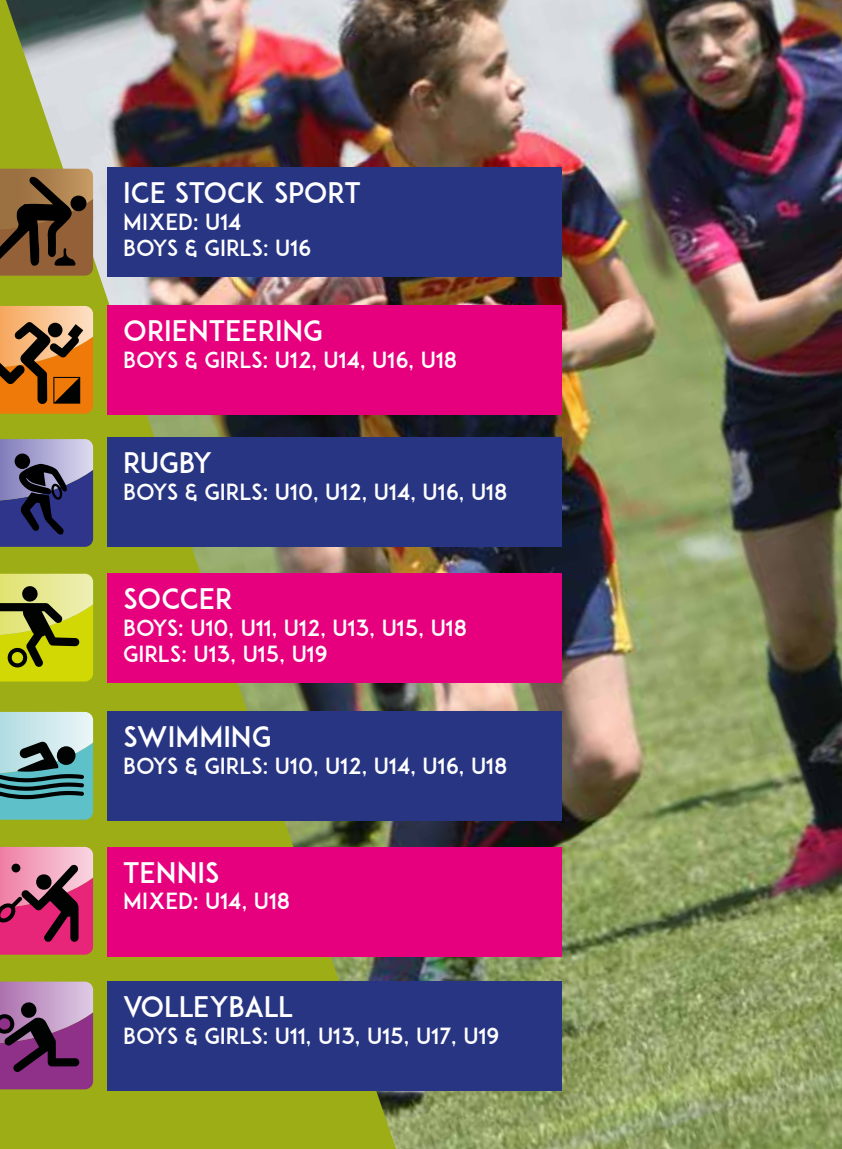 ICE STOCK SPORT
MIXED: U14
BOYS & GIRLS: U16
DHL
ORIENTEERING
BOYS & GIRLS: U12, U14, U16, U18
RUGBY
BOYS & GIRLS: U10, U12, U14, U16, U18
SOCCER
BOYS: U10, U11, U12, U13, U15, U18
GIRLS: U13, U15, U19
SWIMMING
BOYS & GIRLS: U10, U12, U14, U16, U18
TENNIS
MIXED: U14, U18
VOLLEYBALL
BOYS & GIRLS: U11, U13, U15, U17, U19